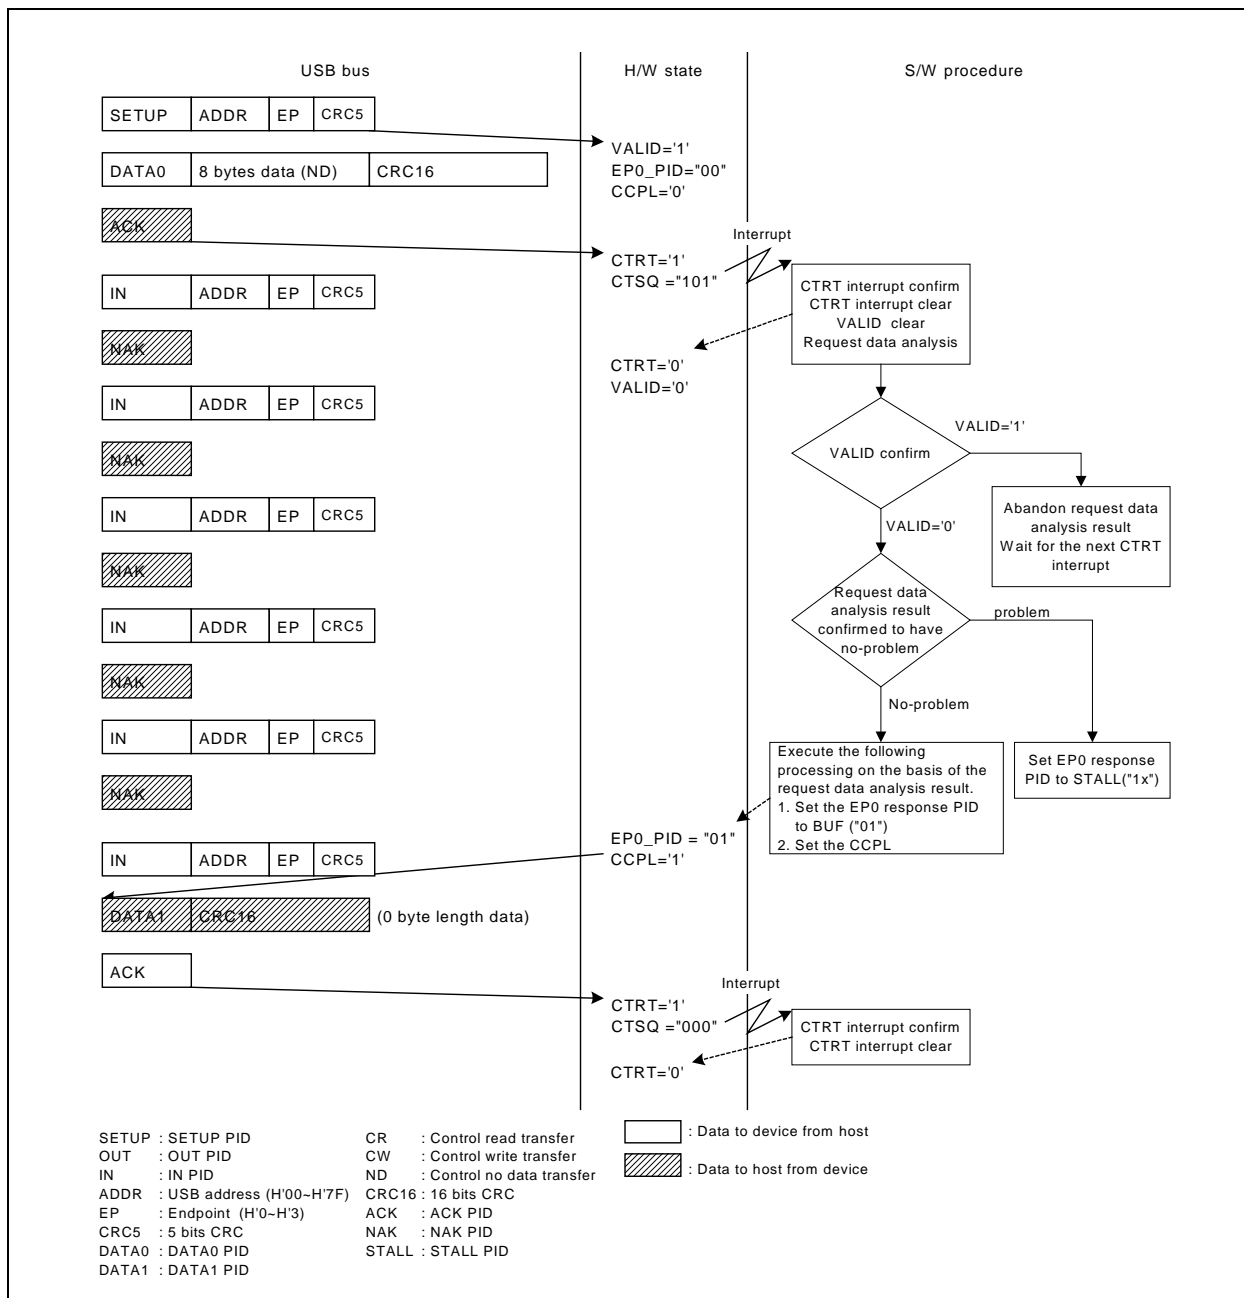 USB bus
H/W state
S/W procedure
SETUP ADDR EP CRC5
VALID='1'
EP0_PID="00"
CCPL='0'
DATA0 8 bytes data (ND) CRC16
ACK
Interrupt
CTRT='1'
CTSQ ="101"
CTRT interrupt confirm
CTRT interrupt clear
VALID clear
Request data analysis
IN ADDR EP CRC5
NAK
CTRT='0'
VALID='0'
IN ADDR EP CRC5
VALID confirm
VALID='1'
NAK
Abandon request data
analysis result
Wait for the next CTRT
interrupt
IN ADDR EP CRC5
VALID='0'
NAK
Request data
analysis result
confirmed to have
no-problem
problem
IN ADDR EP CRC5
NAK
No-problem
IN ADDR EP CRC5
Execute the following
processing on the basis of the
request data analysis result.
1. Set the EP0 response PID
to BUF ("01")
2. Set the CCPL
Set EP0 response
PID to STALL("1x")
NAK
EP0_PID = "01"
CCPL='1'
IN ADDR EP CRC5
DATA1 CRC16 (0 byte length data)
ACK
Interrupt
CTRT='1'
CTSQ ="000"
CTRT interrupt confirm
CTRT interrupt clear
CTRT='0'
SETUP : SETUP PID
OUT : OUT PID
IN : IN PID
ADDR : USB address (H'00~H'7F)
EP : Endpoint (H'0~H'3)
CRC5 : 5 bits CRC
DATA0 : DATA0 PID
DATA1 : DATA1 PID
CR : Control read transfer
CW : Control write transfer
ND : Control no data transfer
CRC16 : 16 bits CRC
ACK : ACK PID
NAK : NAK PID
STALL : STALL PID
: Data to device from host
: Data to host from device